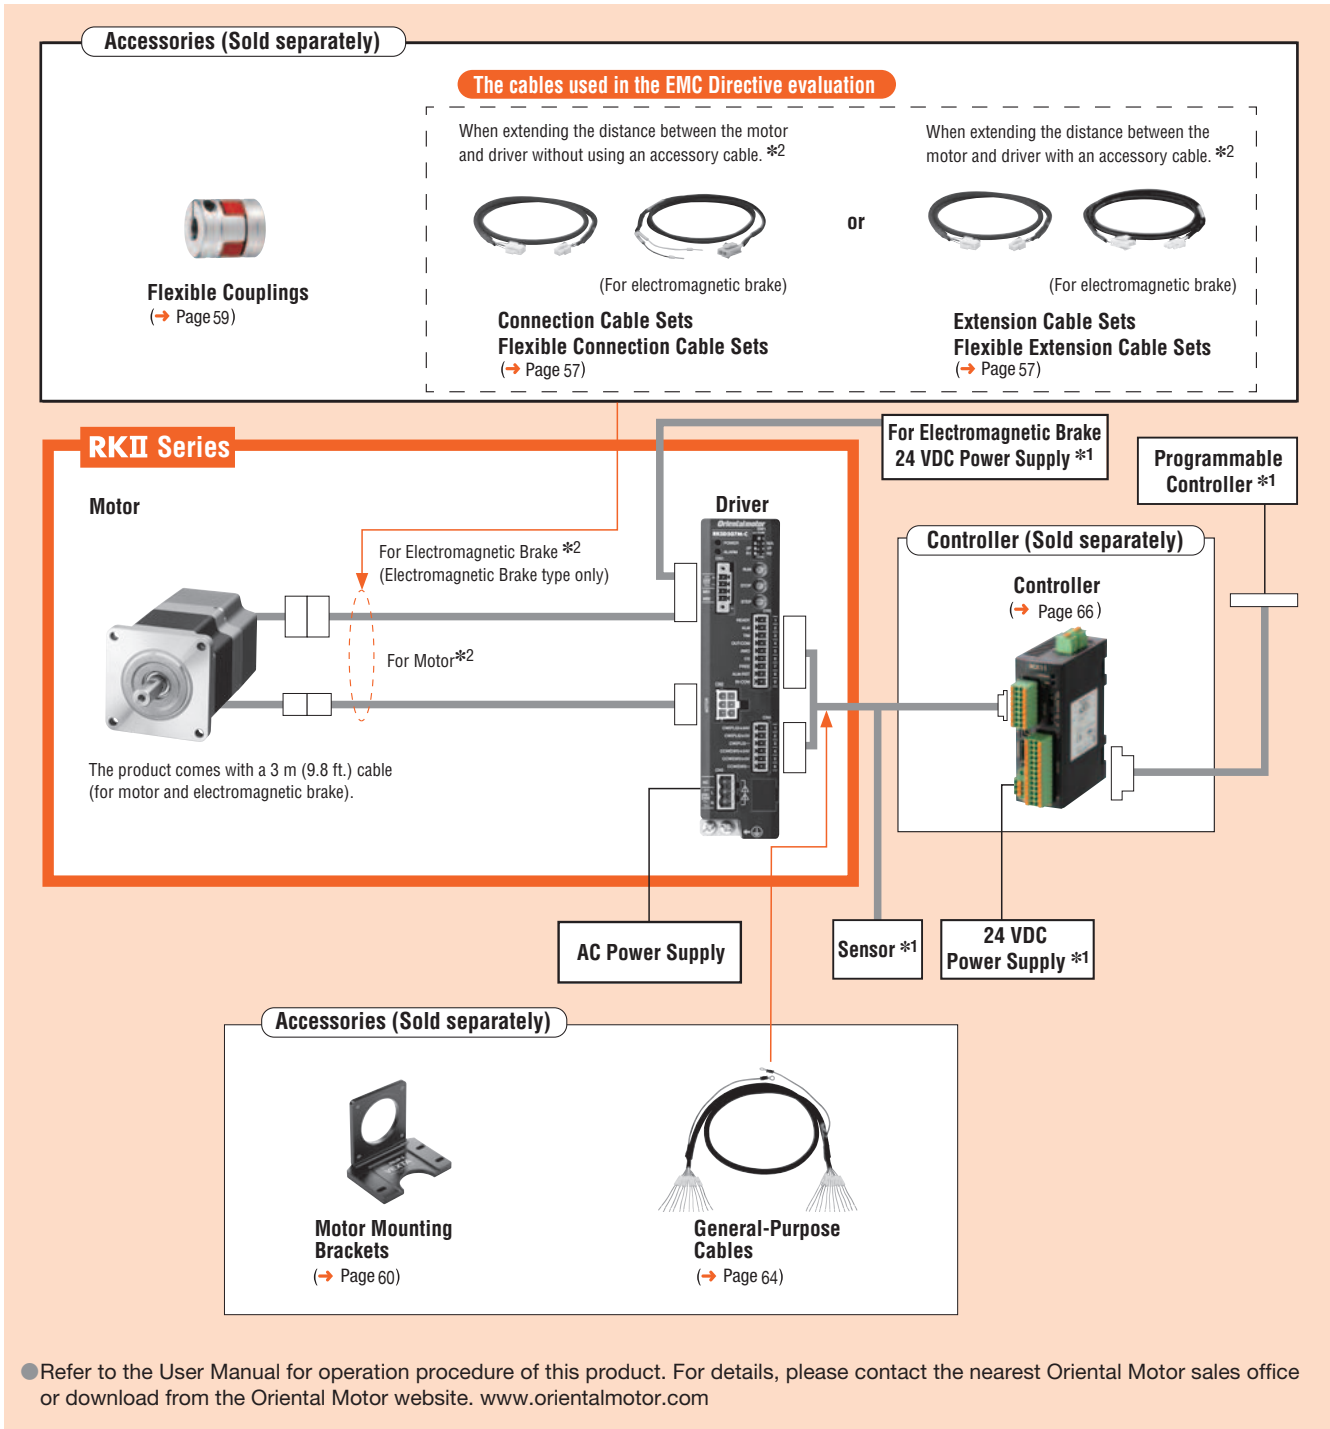 Accessories (Sold separately)
The cables used in the EMC Directive evaluation
When extending the distance between the motor
and driver without using an accessory cable. ✻2
When extending the distance between the
motor and driver with an accessory cable. ✻2
or
(For electromagnetic brake)
(For electromagnetic brake)
Flexible Couplings
(➜ Page 59)
Connection Cable Sets
Flexible Connection Cable Sets
(➜ Page 57)
Extension Cable Sets
Flexible Extension Cable Sets
(➜ Page 57)
RKII Series
For Electromagnetic Brake
24 VDC Power Supply ✻1
Programmable
Controller ✻1
Motor
Driver
Orientalmotor
Controller (Sold separately)
For Electromagnetic Brake ✻2
(Electromagnetic Brake type only)
Controller
(➜ Page 66)
For Motor✻2
The product comes with a 3 m (9.8 ft.) cable
(for motor and electromagnetic brake).
AC Power Supply
Sensor ✻1
24 VDC
Power Supply ✻1
Accessories (Sold separately)
Motor Mounting
Brackets
(➜ Page 60)
General-Purpose
Cables
(➜ Page 64)
●Refer to the User Manual for operation procedure of this product. For details, please contact the nearest Oriental Motor sales office
or download from the Oriental Motor website. www.orientalmotor.com